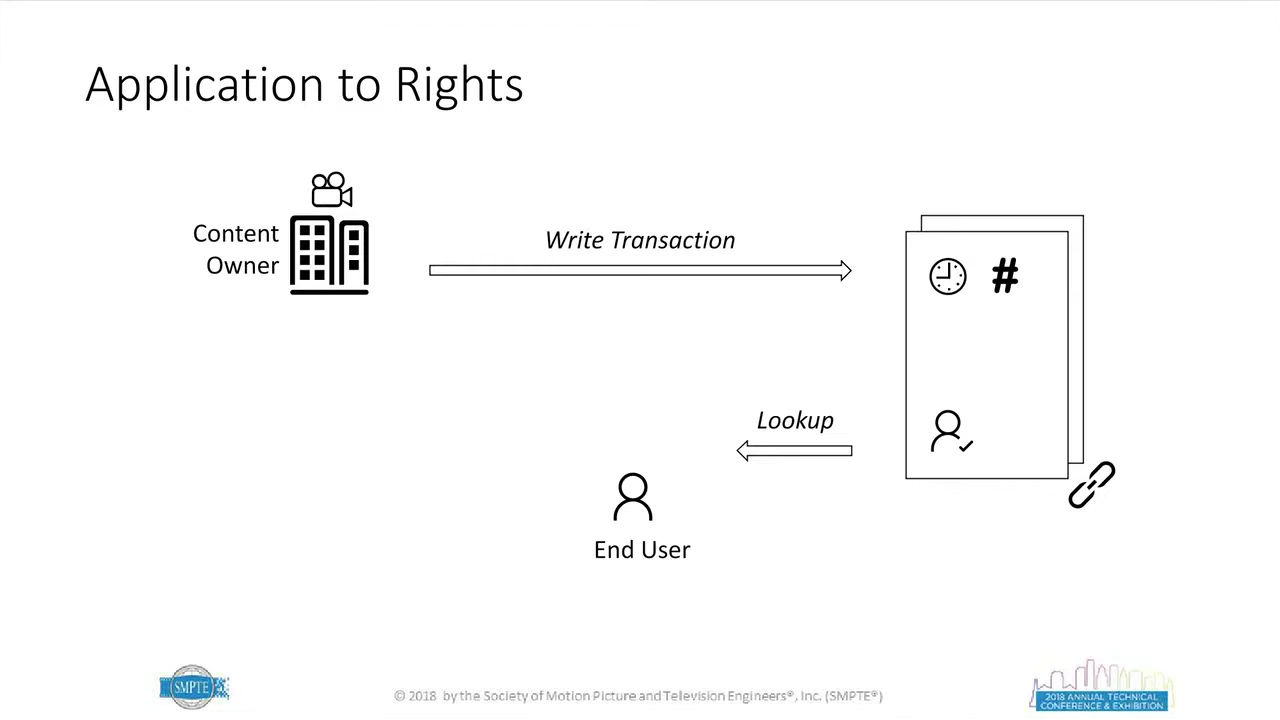 Application to Rights
Content
Owner
Write Transaction
#
Lookup
End User
SMPTE
© 2018 by the Society of Motion Picture and Television Engineers®, Inc. (SMPTE®)
2018 ANNUAL TECHNICAL
CONFERENCE & EXHIBITION